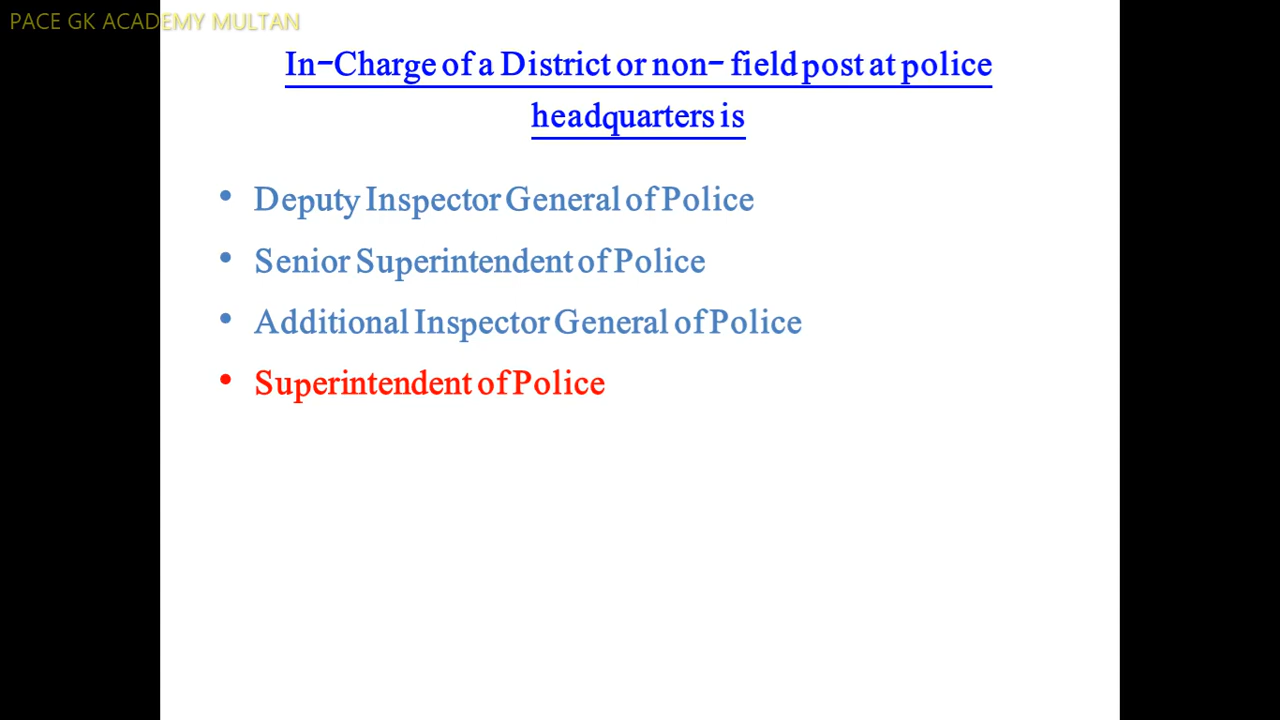 PACE GK ACADEMY MULTAN
In-Charge of a District or non- field post at police
headquarters is
• Deputy Inspector General of Police
• Senior Superintendent of Police
• Additional Inspector General of Police
• Superintendent of Police